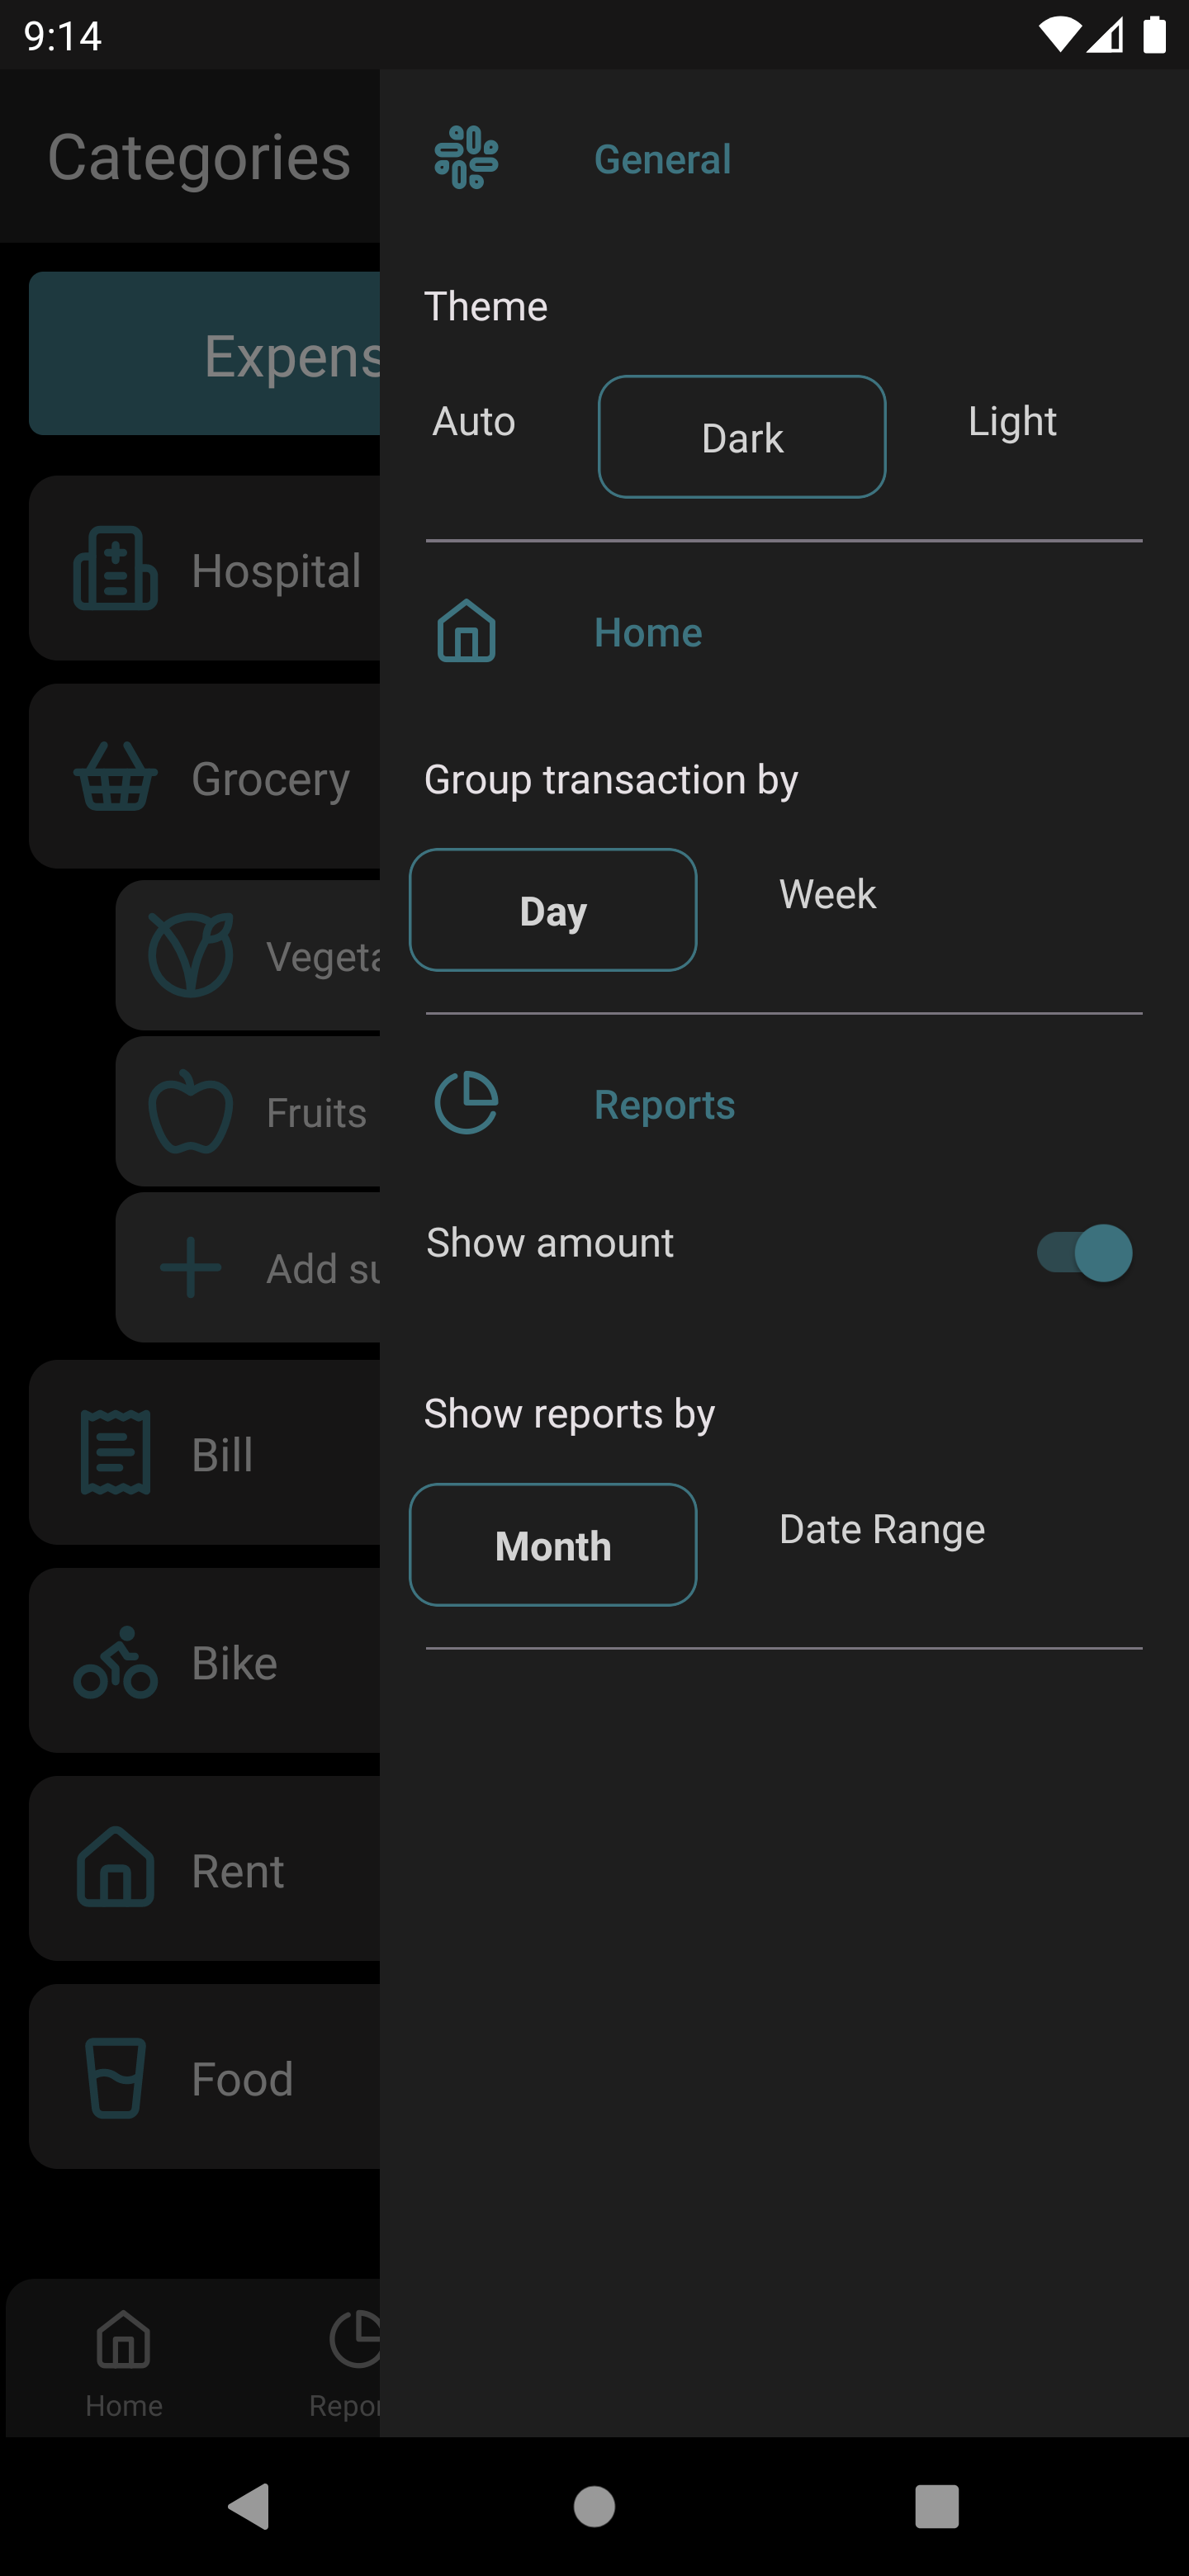 9:14
Categories
Expens
Hospital
Grocery
Vegeta
Fruits
Add su
Bill
Bike
Rent
Food
Home
Repor
General
Theme
Auto Dark Light
Home
Group transaction by
Day Week
Reports
Show amount
Show reports by
Month Date Range